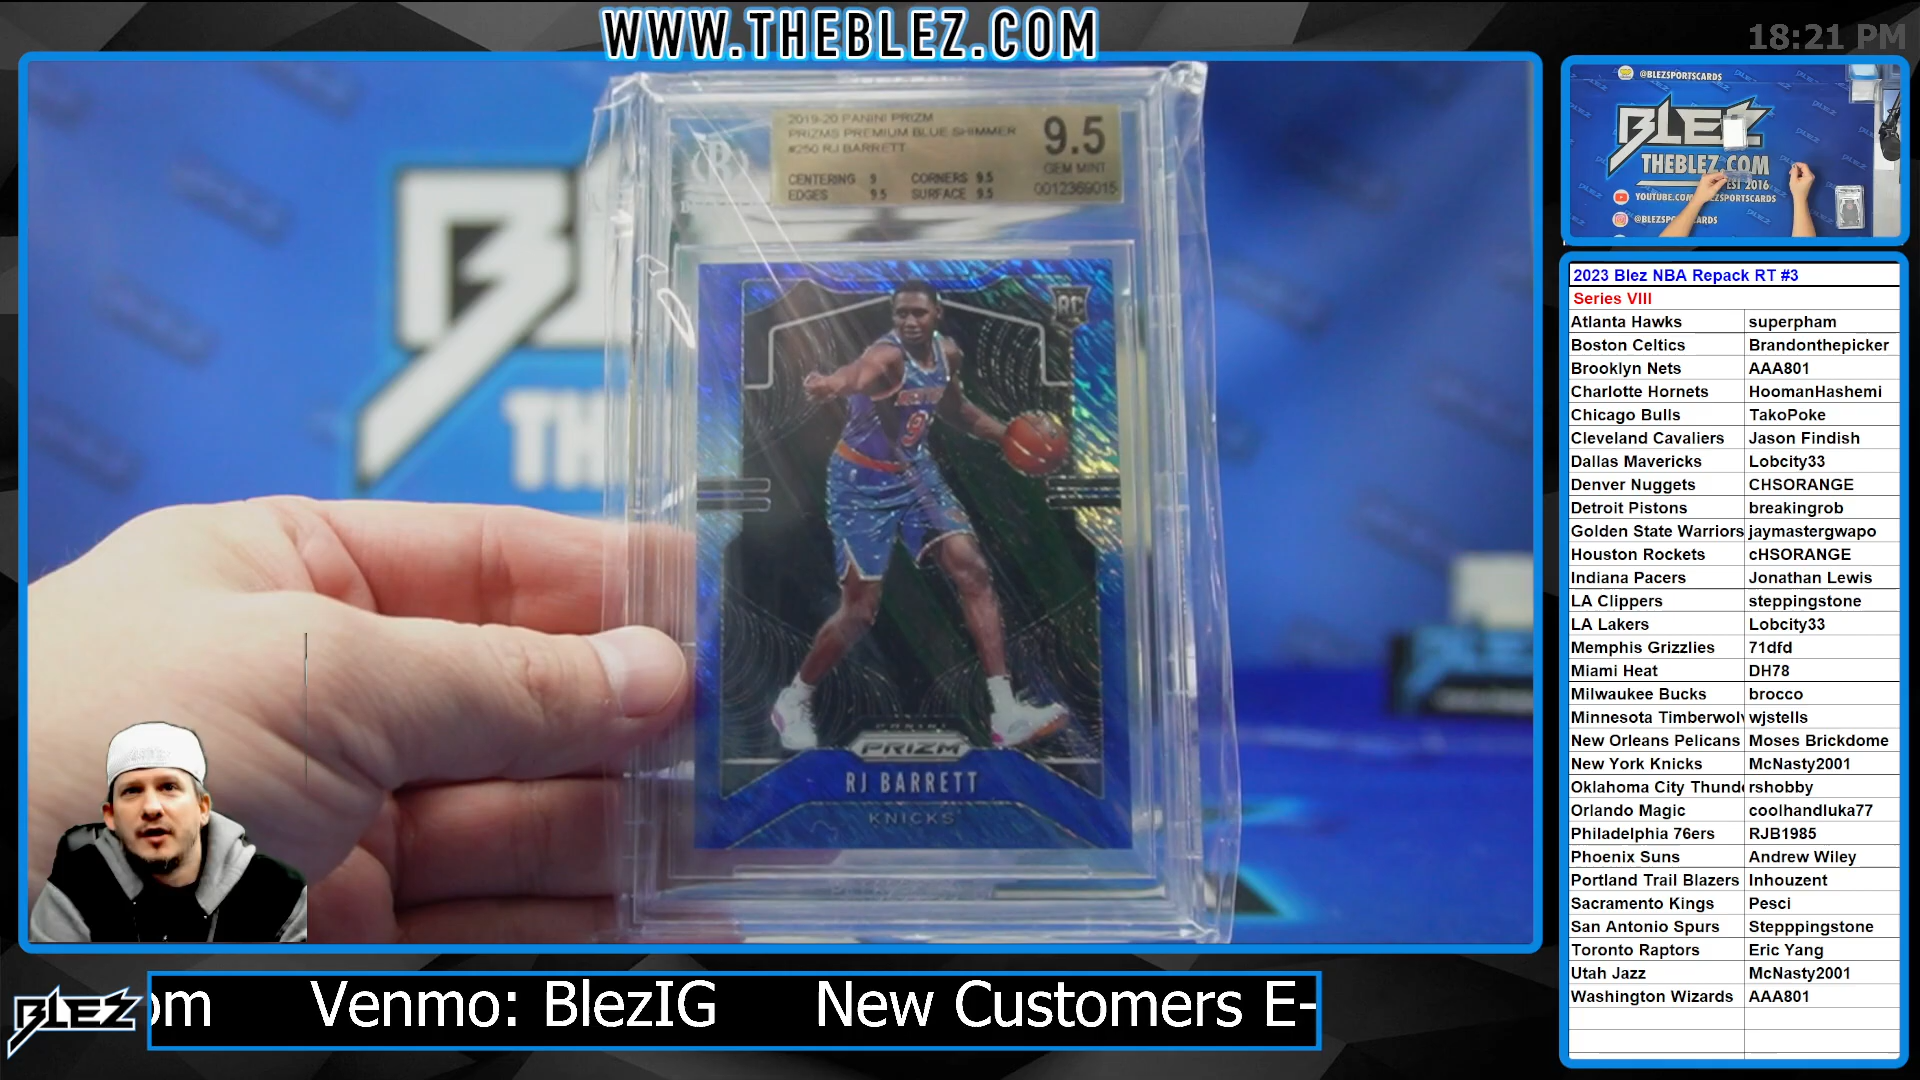 WWW.THEBLEZ.COM
18:21 PM
2019-20 PANINI PRIZM
PRIZMS PREMIUM BLUE SHIMMER
#250 RJ BARRETT
9.5
GEM MINT
CENTERING 9 CORNERS 9.5
EDGES 9.5 SURFACE 9.5
0012369015
RC
PANINI
PRIZM
RJ BARRETT
KNICKS
BLEZ
om Venmo: BlezIG New Customers E-
@BLEZSPORTSCARDS
BLEZ
THEBLEZ.COM
EST 2016
@BLEZSPORTSCARDS
2023 Blez NBA Repack RT #3
Series VIII
Atlanta Hawks superpham
Boston Celtics Brandonthepicker
Brooklyn Nets AAA801
Charlotte Hornets HoomanHashemi
Chicago Bulls TakoPoke
Cleveland Cavaliers Jason Findish
Dallas Mavericks Lobcity33
Denver Nuggets CHSORANGE
Detroit Pistons breakingrob
Golden State Warriors jaymastergwapo
Houston Rockets cHSORANGE
Indiana Pacers Jonathan Lewis
LA Clippers steppingstone
LA Lakers Lobcity33
Memphis Grizzlies 71dfd
Miami Heat DH78
Milwaukee Bucks brocco
Minnesota Timberwolv wjstells
New Orleans Pelicans Moses Brickdome
New York Knicks McNasty2001
Oklahoma City Thunde rshobby
Orlando Magic coolhandluka77
Philadelphia 76ers RJB1985
Phoenix Suns Andrew Wiley
Portland Trail Blazers Inhouzent
Sacramento Kings Pesci
San Antonio Spurs Stepppingstone
Toronto Raptors Eric Yang
Utah Jazz McNasty2001
Washington Wizards AAA801